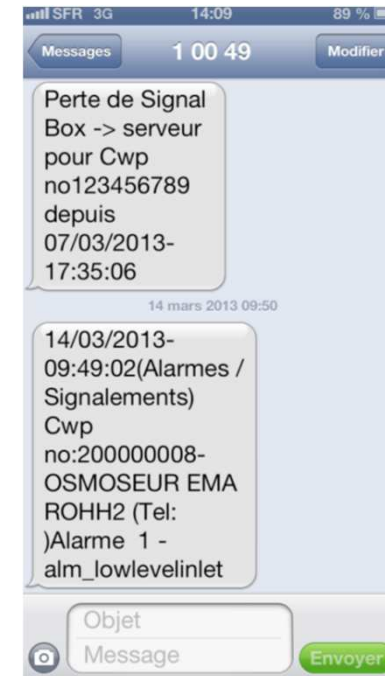 SFR 3G 14:09 89 %
Messages 1 00 49 Modifier
Perte de Signal
Box -> serveur
pour Cwp
no123456789
depuis
07/03/2013-
17:35:06
14 mars 2013 09:50
14/03/2013-
09:49:02(Alarmes /
Signalements)
Cwp
no:200000008-
OSMOSEUR EMA
ROHH2 (Tel:
)Alarme 1 -
alm_lowlevelinlet
Objet
Message
Envoyer